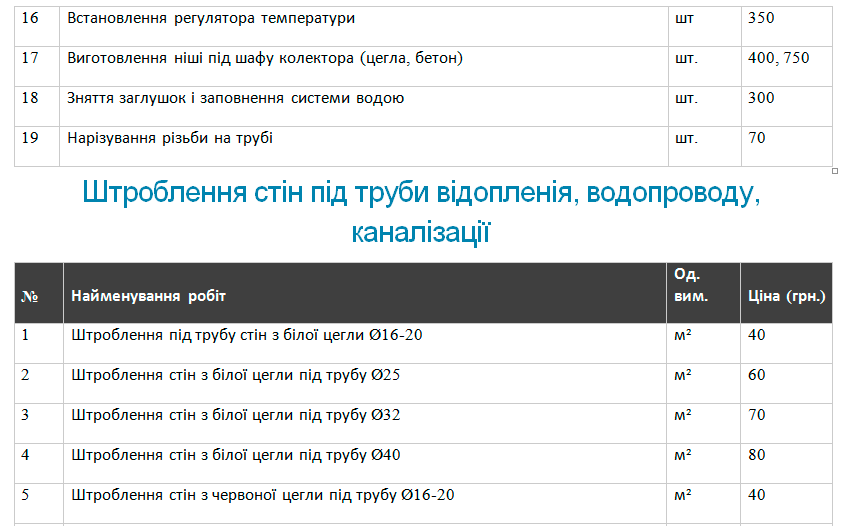 16 Встановлення регулятора температури шт 350
17 Виготовлення ніші під шафу колектора (цегла, бетон) шт. 400, 750
18 Зняття заглушок і заповнення системи водою шт. 300
19 Нарізування різьби на трубі шт. 70
Штроблення стін під труби відопленія, водопроводу,
каналізації
№ Найменування робіт Од. вим. Ціна (грн.)
1 Штроблення під трубу стін з білої цегли Ø16-20 м² 40
2 Штроблення стін з білої цегли під трубу Ø25 м² 60
3 Штроблення стін з білої цегли під трубу Ø32 м² 70
4 Штроблення стін з білої цегли під трубу Ø40 м² 80
5 Штроблення стін з червоної цегли під трубу Ø16-20 м² 40